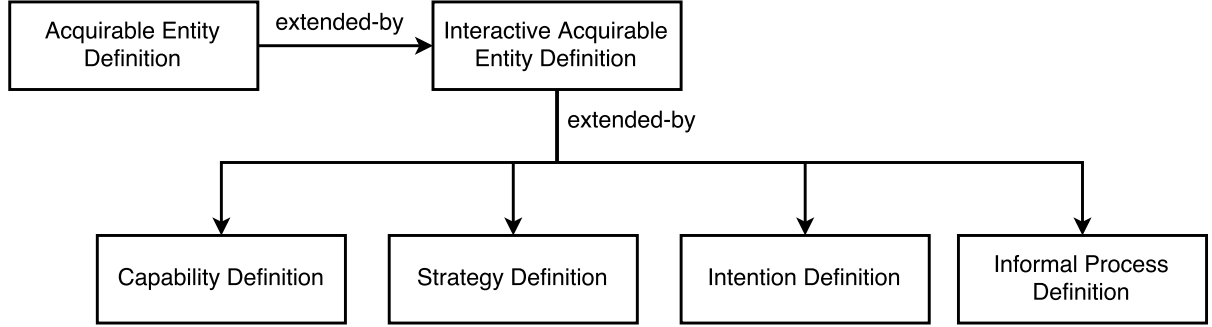 Acquirable Entity
Definition
extended-by
Interactive Acquirable
Entity Definition
extended-by
Capability Definition
Strategy Definition
Intention Definition
Informal Process
Definition